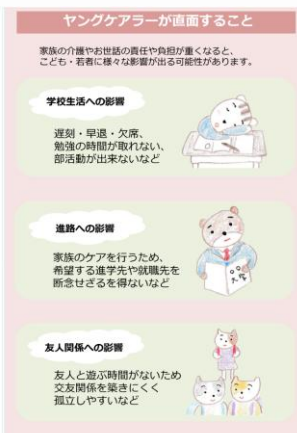 ヤングケアラーが直面すること
家族の介護やお世話の責任や負担が重くなると、
こども・若者に様々な影響が出る可能性があります。
学校生活への影響
遅刻・早退・欠席、
勉強の時間が取れない、
部活動が出来ないなど
進路への影響
家族のケアを行うため、
希望する進学先や就職先を
断念せざるを得ないなど
友人関係への影響
友人と遊ぶ時間がないため
交友関係を築きにくく
孤立しやすいなど